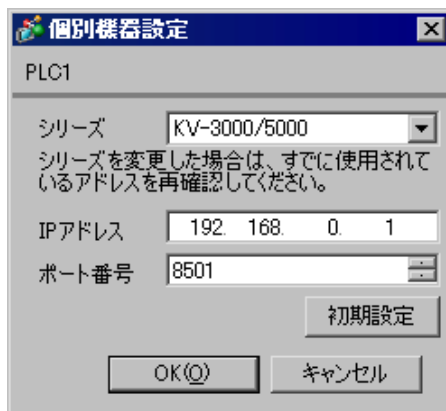 個別機器設定
PLC1
シリーズ KV-3000/5000
シリーズを変更した場合は、すでに使用されて
いるアドレスを再確認してください。
IPアドレス 192. 168. 0. 1
ポート番号 8501
初期設定
OK(O) キャンセル